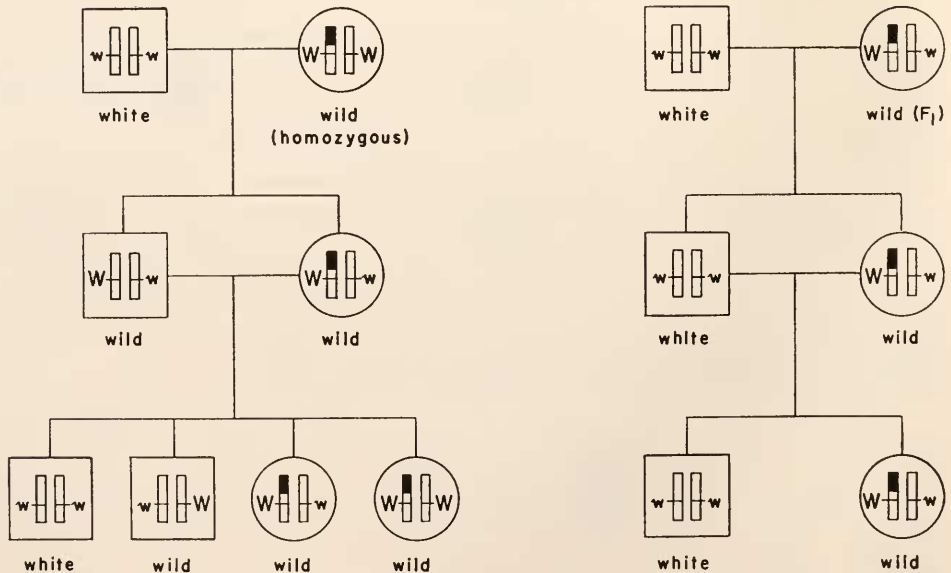 w w W W
white wild
(homozygous)
W w W w
wild wild
w w w W W w W W
white wild wild wild
w w W w
white wild (F₁)
w w W w
white wild
w w W w
white wild